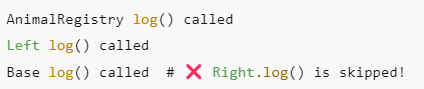 AnimalRegistry log() called
Left log() called
Base log() called  # ❌ Right.log() is skipped!